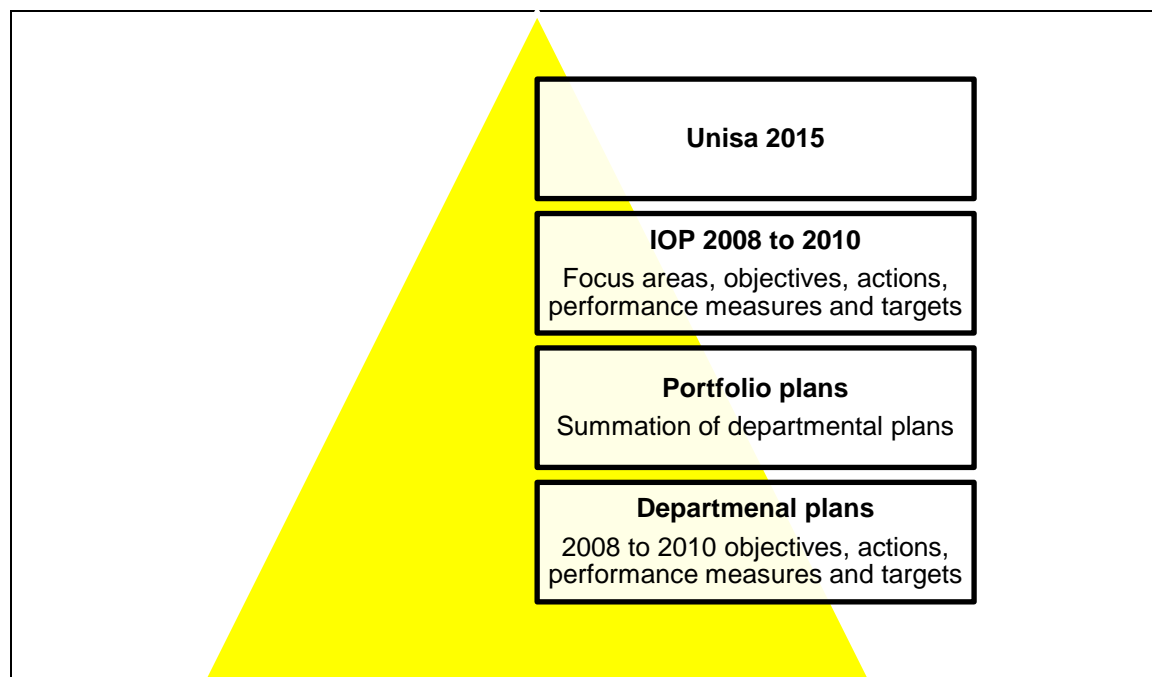 Unisa 2015
IOP 2008 to 2010
Focus areas, objectives, actions,
performance measures and targets
Portfolio plans
Summation of departmental plans
Departmenal plans
2008 to 2010 objectives, actions,
performance measures and targets